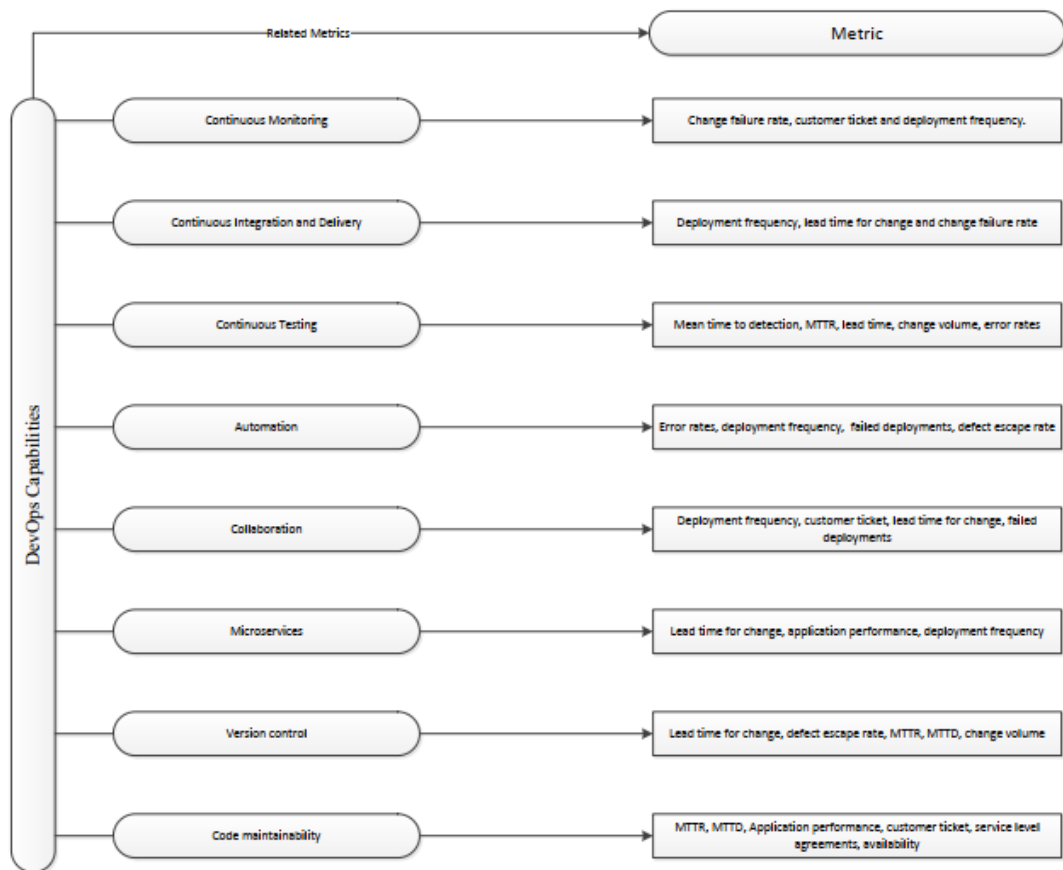 Related Metrics
Metric
DevOps Capabilities
Continuous Monitoring
Change failure rate, customer ticket and deployment frequency.
Continuous Integration and Delivery
Deployment frequency, lead time for change and change failure rate
Continuous Testing
Mean time to detection, MTTR, lead time, change volume, error rates
Automation
Error rates, deployment frequency, failed deployments, defect escape rate
Collaboration
Deployment frequency, customer ticket, lead time for change, failed
deployments
Microservices
Lead time for change, application performance, deployment frequency
Version control
Lead time for change, defect escape rate, MTTR, MTTD, change volume
Code maintainability
MTTR, MTTD, Application performance, customer ticket, service level
agreements, availability